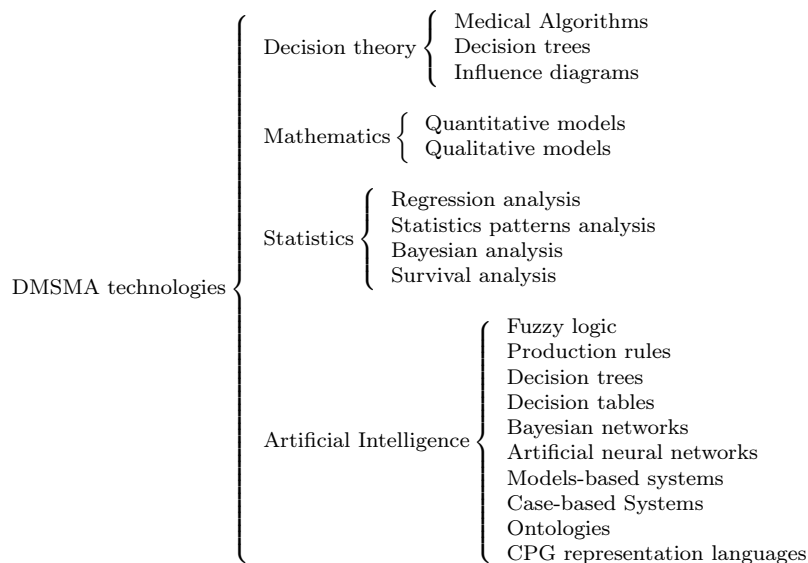 DMSMA technologies
Decision theory
Medical Algorithms
Decision trees
Influence diagrams
Mathematics
Quantitative models
Qualitative models
Statistics
Regression analysis
Statistics patterns analysis
Bayesian analysis
Survival analysis
Artificial Intelligence
Fuzzy logic
Production rules
Decision trees
Decision tables
Bayesian networks
Artificial neural networks
Models-based systems
Case-based Systems
Ontologies
CPG representation languages